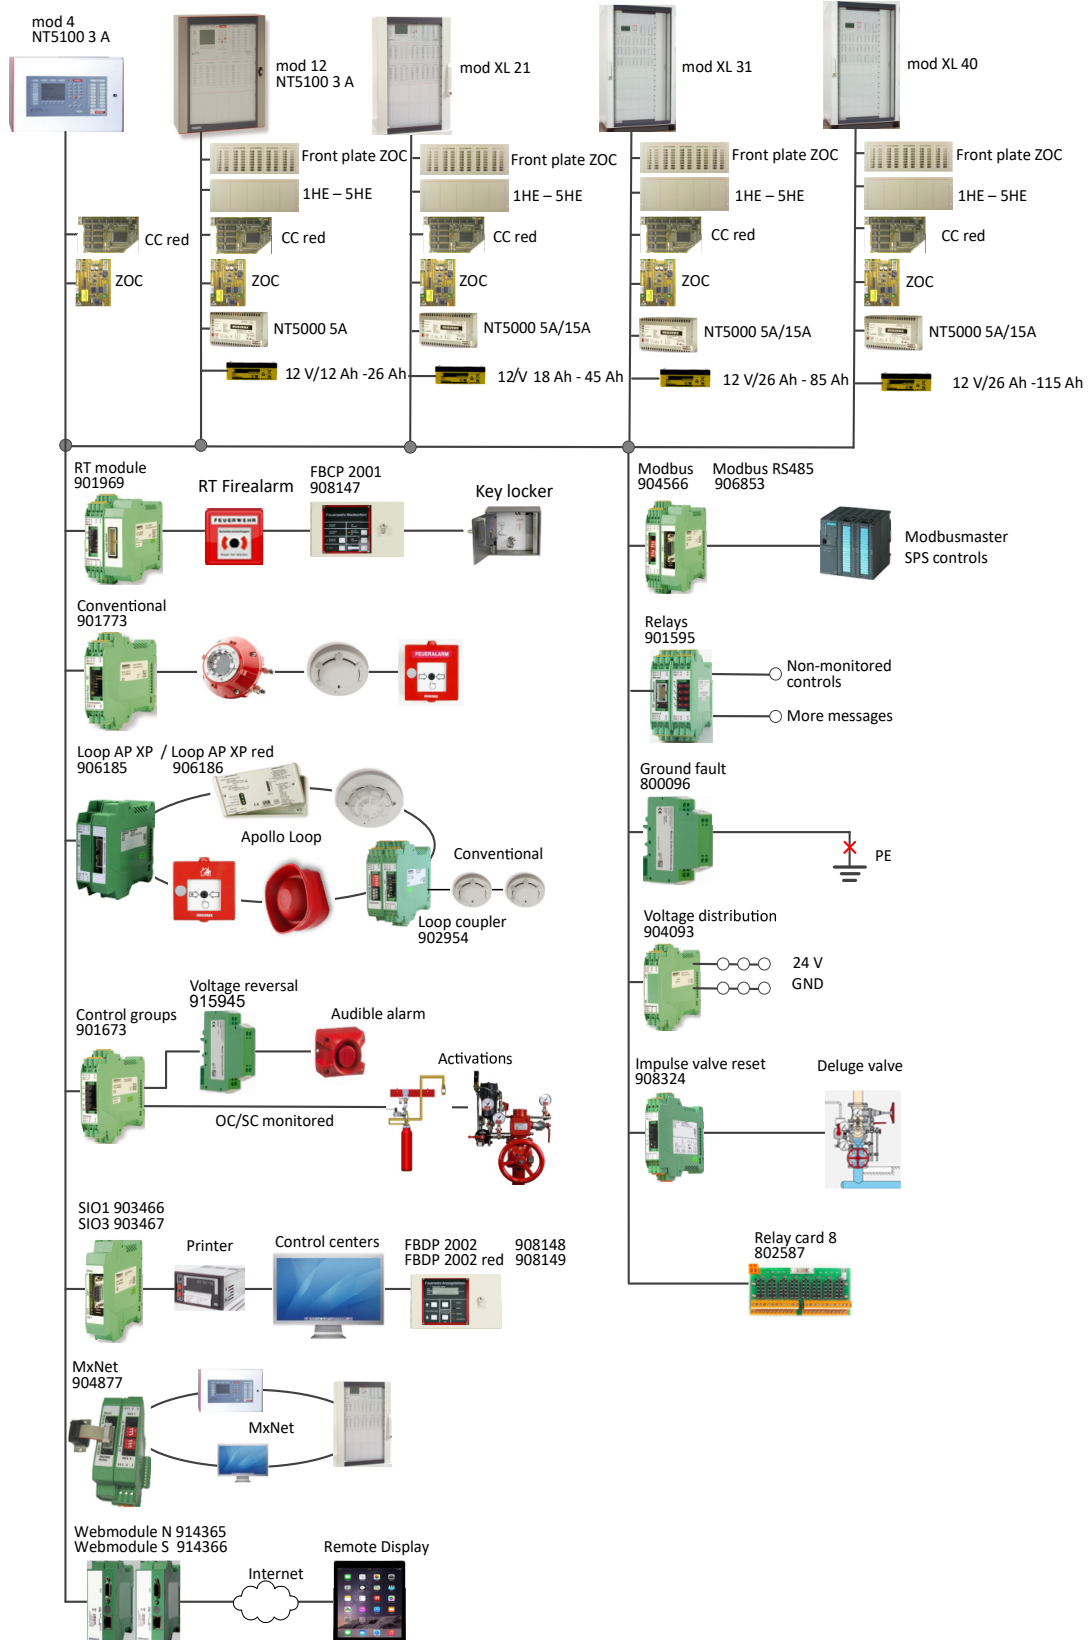 mod 4
NT5100 3 A
mod 12
NT5100 3 A
mod XL 21
mod XL 31
mod XL 40
Front plate ZOC
Front plate ZOC
Front plate ZOC
Front plate ZOC
1HE – 5HE
1HE – 5HE
1HE – 5HE
1HE – 5HE
CC red
CC red
CC red
CC red
CC red
ZOC
ZOC
ZOC
ZOC
ZOC
NT5000 5A
NT5000 5A/15A
NT5000 5A/15A
NT5000 5A/15A
12 V/12 Ah -26 Ah
12/V 18 Ah - 45 Ah
12 V/26 Ah - 85 Ah
12 V/26 Ah -115 Ah
RT module
901969
RT Firealarm
FEUERWEHR
FBCP 2001
908147
Key locker
Conventional
901773
FEUERALARM
Loop AP XP / Loop AP XP red
906185 906186
Apollo Loop
Conventional
Loop coupler
902954
Control groups
901673
Voltage reversal
915945
Audible alarm
Activations
OC/SC monitored
SIO1 903466
SIO3 903467
Printer
Control centers
FBDP 2002 908148
FBDP 2002 red 908149
MxNet
904877
MxNet
Webmodule N 914365
Webmodule S 914366
Internet
Remote Display
Modbus Modbus RS485
904566 906853
Modbusmaster
SPS controls
Relays
901595
Non-monitored
controls
More messages
Ground fault
800096
PE
Voltage distribution
904093
24 V
GND
Impulse valve reset
908324
Deluge valve
Relay card 8
802587